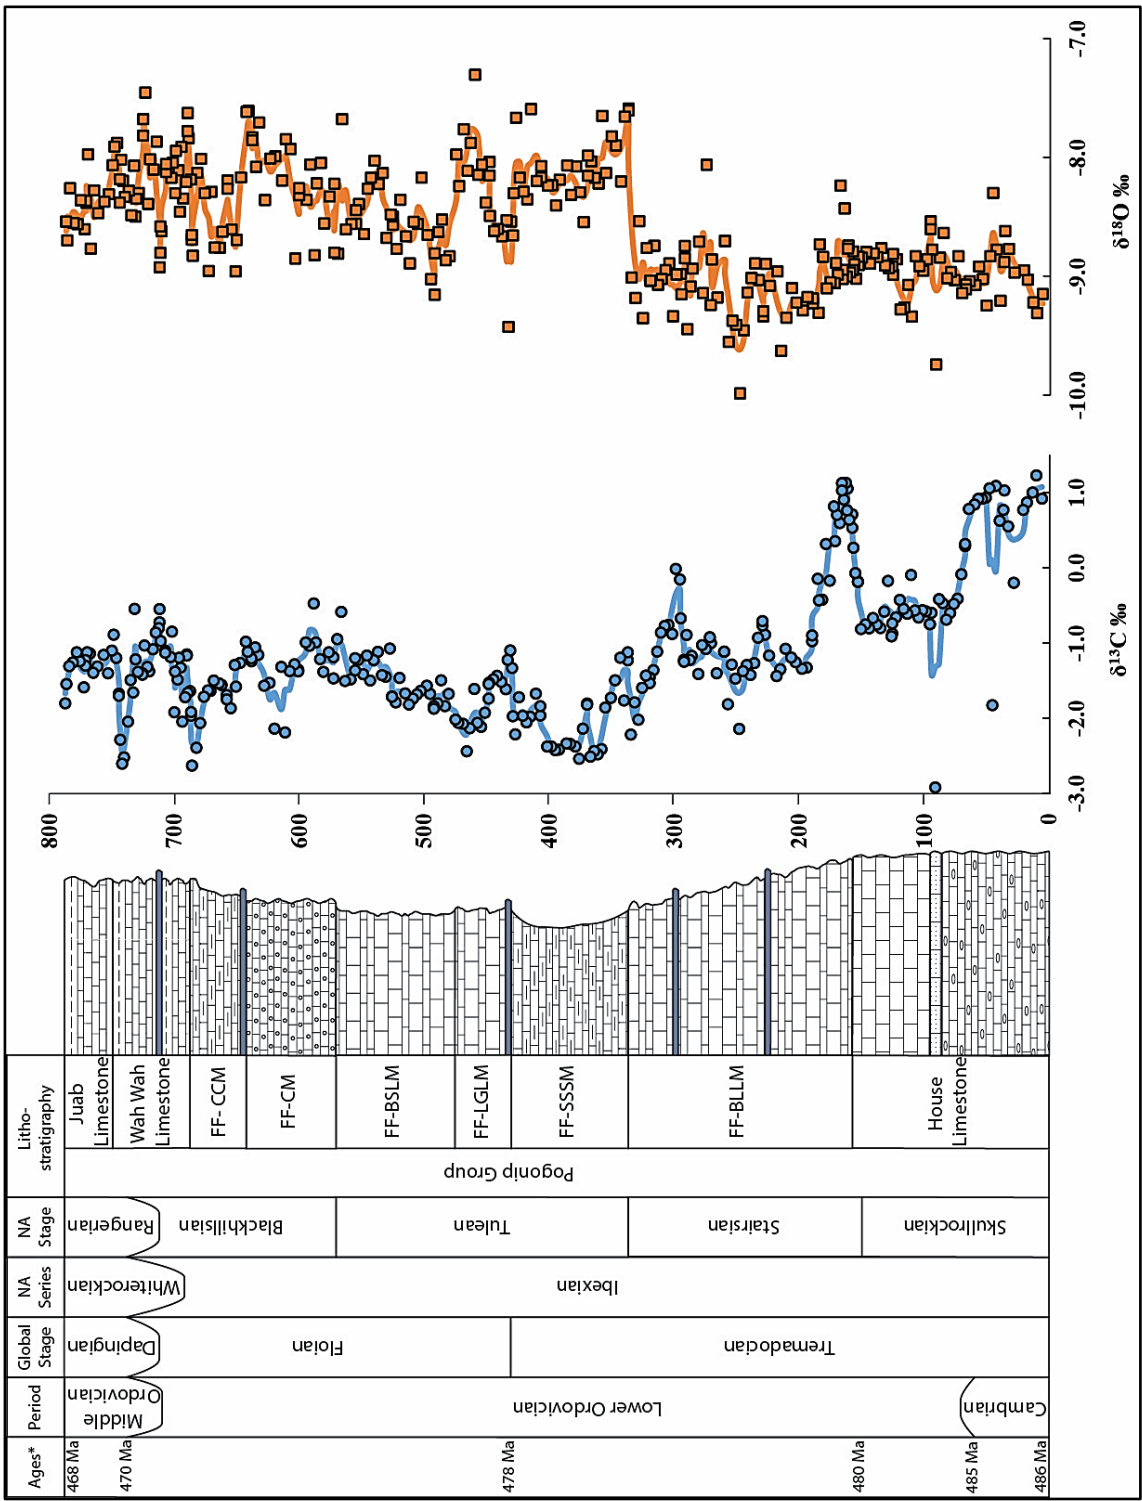 -7.0
-8.0
-9.0
-10.0
δ18O ‰
1.0
0.0
-1.0
-2.0
-3.0
δ13C ‰
800
700
600
500
400
300
200
100
0
Litho-
stratigraphy
Juab
Limestone
Wah Wah
Limestone
FF- CCM
FF-CM
FF-BSLM
FF-LGLM
FF-SSSM
FF-BLLM
House
Limestone
Pogonip Group
NA
Stage
Rangerian
Blackhillsian
Tulean
Stairsian
Skullrockian
NA
Series
Whiterockian
Ibexian
Global
Stage
Dapingian
Floian
Tremadocian
Period
Middle
Ordovician
Lower Ordovician
Cambrian
Ages*
468 Ma
470 Ma
478 Ma
480 Ma
485 Ma
486 Ma